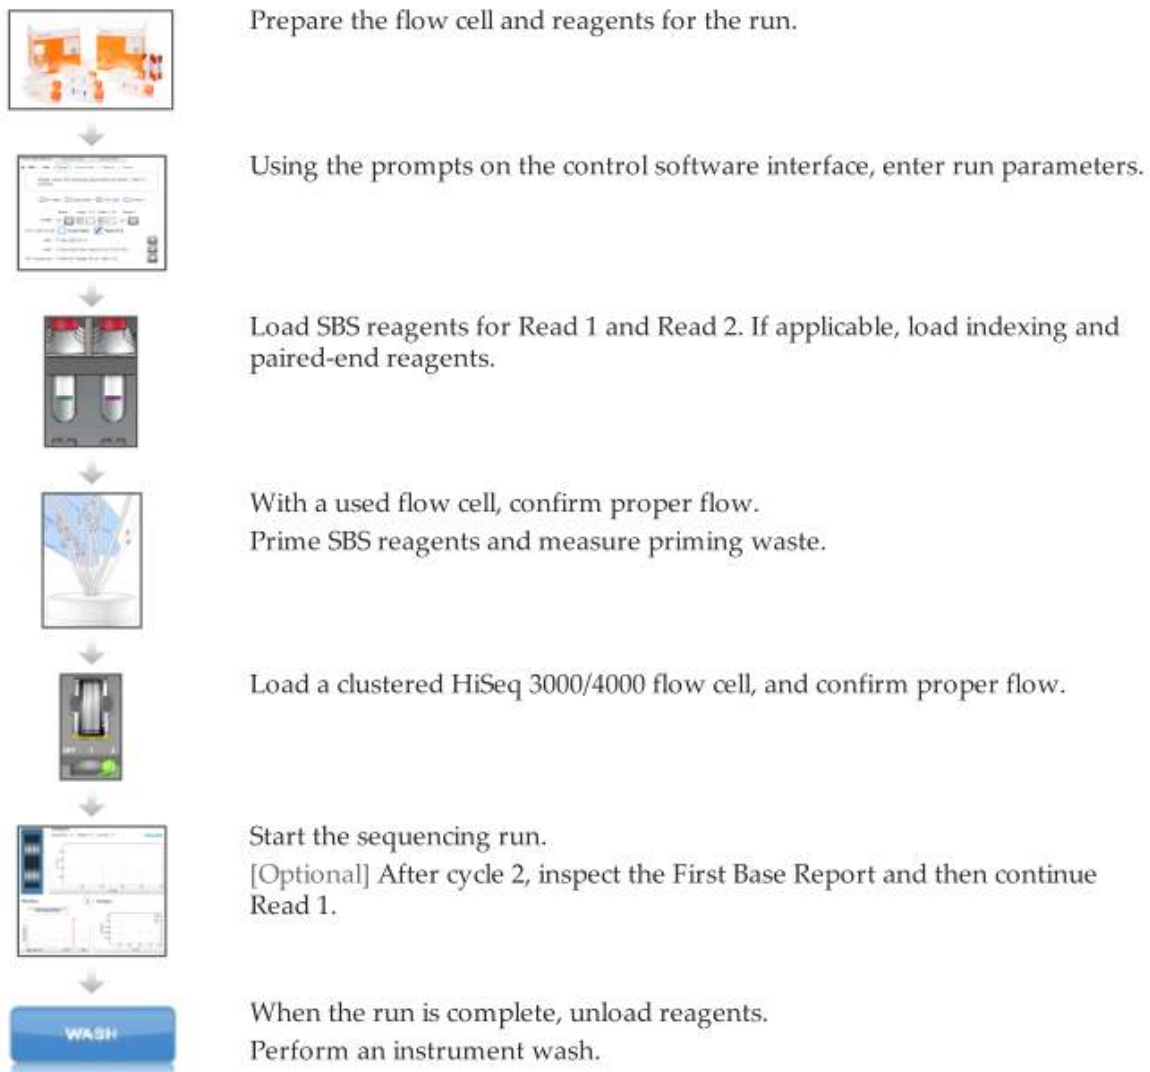 Prepare the flow cell and reagents for the run.
Using the prompts on the control software interface, enter run parameters.
Load SBS reagents for Read 1 and Read 2. If applicable, load indexing and
paired-end reagents.
With a used flow cell, confirm proper flow.
Prime SBS reagents and measure priming waste.
Load a clustered HiSeq 3000/4000 flow cell, and confirm proper flow.
Start the sequencing run.
[Optional] After cycle 2, inspect the First Base Report and then continue
Read 1.
WASH
When the run is complete, unload reagents.
Perform an instrument wash.